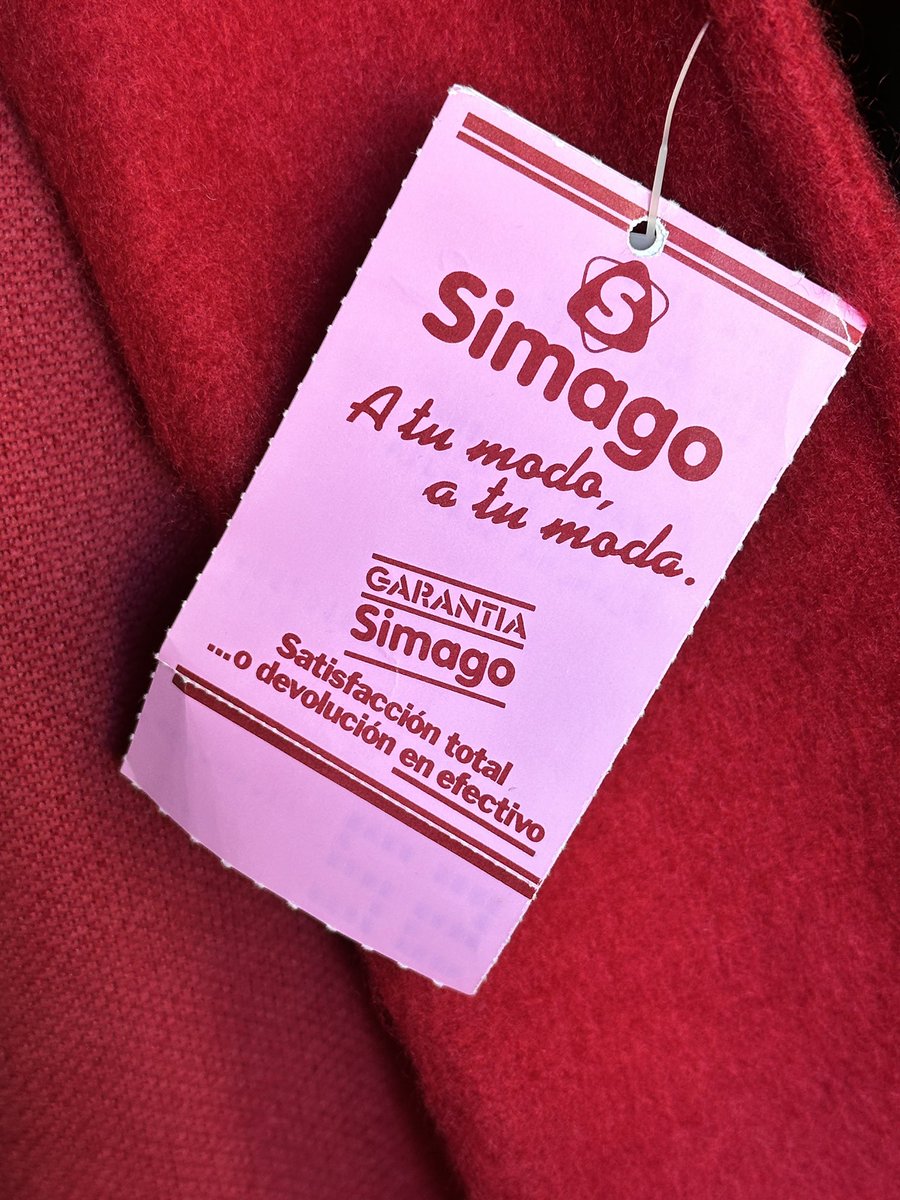 S
Simago
A tu modo,
a tu moda.
GARANTIA
Simago
Satisfacción total
...o devolución en efectivo